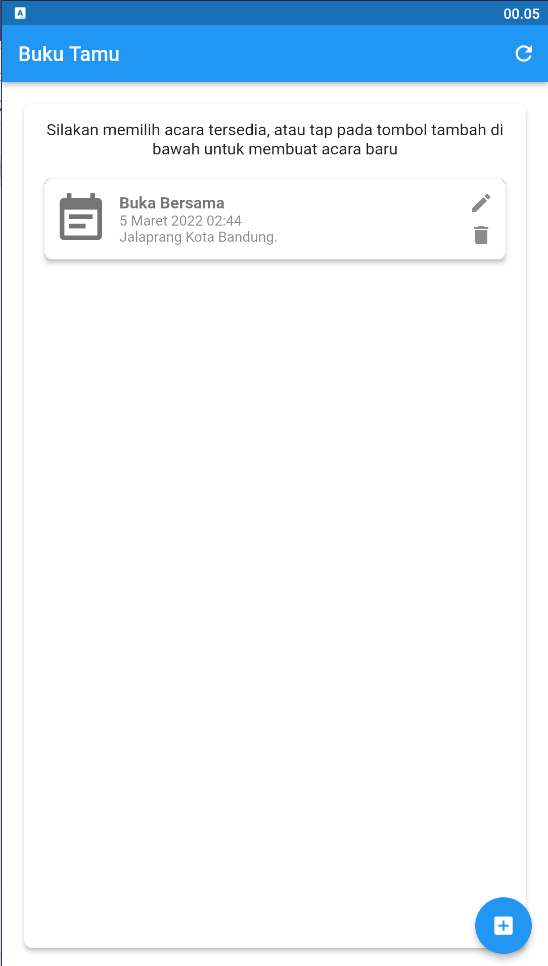 A
00.05
Buku Tamu
Silakan memilih acara tersedia, atau tap pada tombol tambah di
bawah untuk membuat acara baru
Buka Bersama
5 Maret 2022 02:44
Jalaprang Kota Bandung.